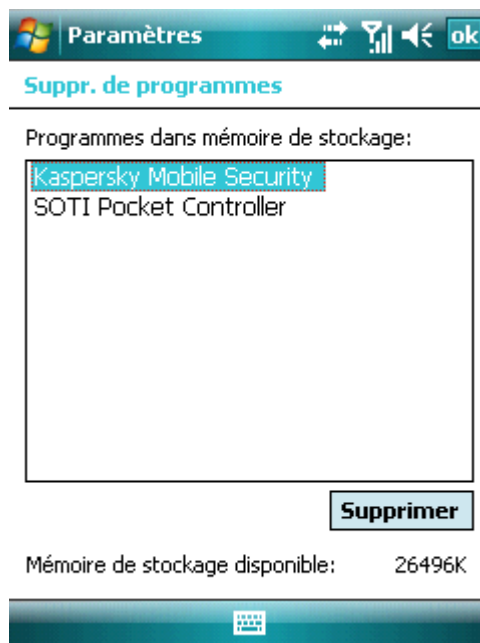 Paramètres
ok
Suppr. de programmes
Programmes dans mémoire de stockage:
Kaspersky Mobile Security
SOTI Pocket Controller
Supprimer
Mémoire de stockage disponible: 26496K